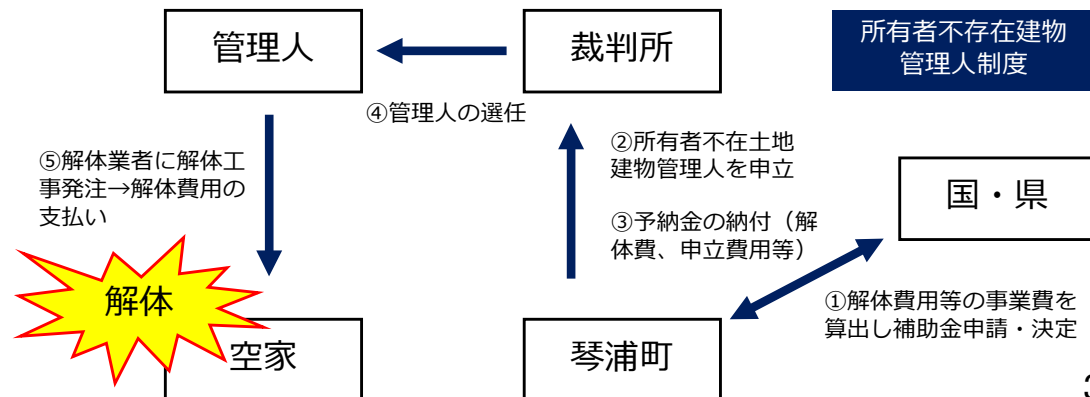 所有者不存在建物
管理人制度
管理人
裁判所
④管理人の選任
②所有者不在土地
建物管理人を申立
③予納金の納付（解
体費、申立費用等）
⑤解体業者に解体工
事発注→解体費用の
支払い
国・県
①解体費用等の事業費を
算出し補助金申請・決定
解体
空家
琴浦町